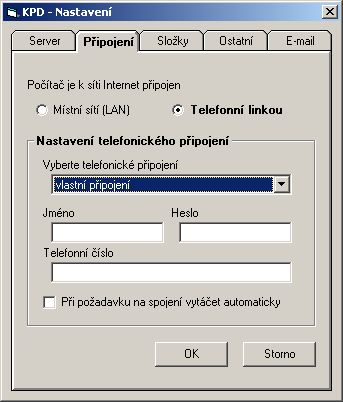 KPD - Nastavení
Server Připojení Složky Ostatní E-mail
Počítač je k síti Internet připojen
Místní sítí (LAN) Telefonní linkou
Nastavení telefonického připojení
Vyberte telefonické připojení
vlastní připojení
Jméno Heslo
Telefonní číslo
Při požadavku na spojení vytáčet automaticky
OK Storno